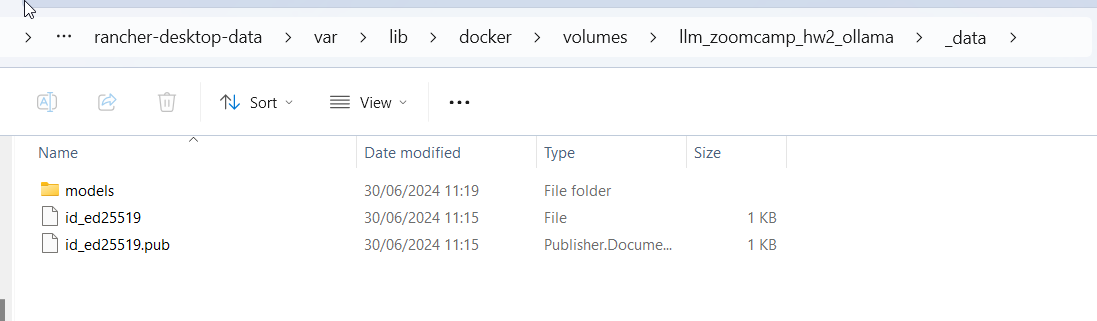 rancher-desktop-data > var > lib > docker > volumes > llm_zoomcamp_hw2_ollama > _data >
Sort View
Name Date modified Type Size
models 30/06/2024 11:19 File folder
id_ed25519 30/06/2024 11:15 File 1 KB
id_ed25519.pub 30/06/2024 11:15 Publisher.Docume... 1 KB